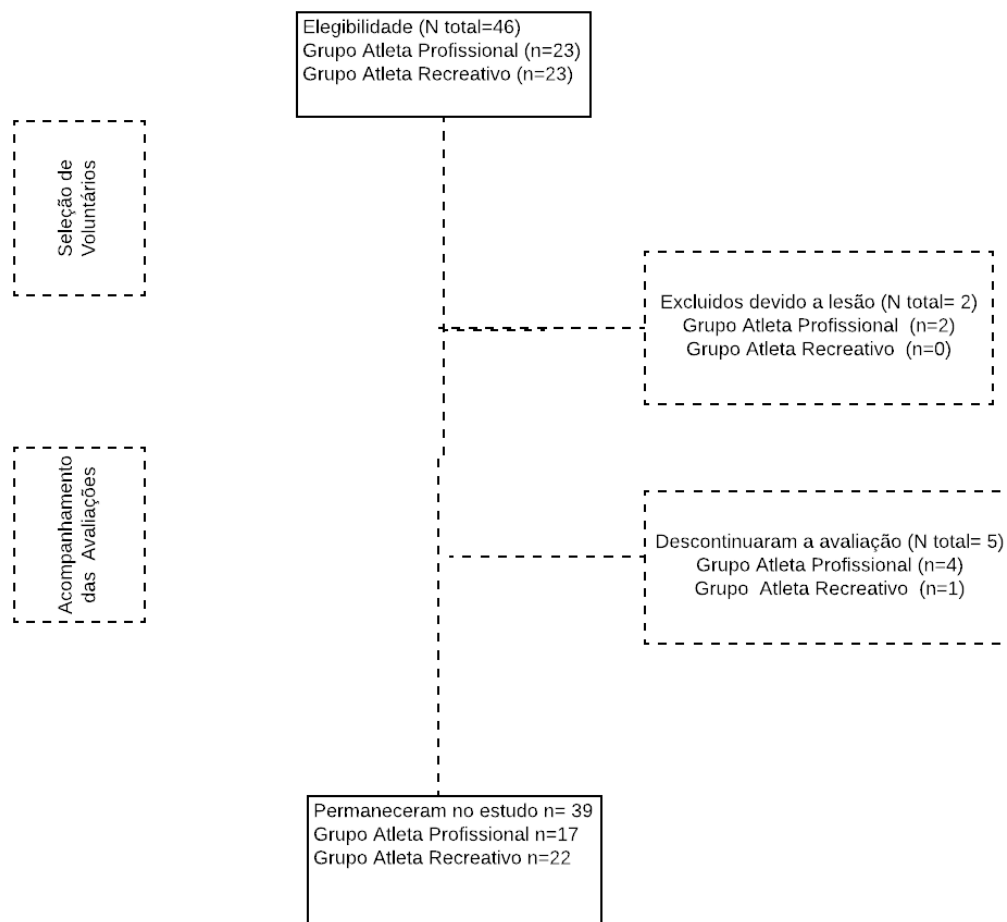 Elegibilidade (N total=46)
Grupo Atleta Profissional (n=23)
Grupo Atleta Recreativo (n=23)
Seleção de
Voluntários
Excluidos devido a lesão (N total= 2)
Grupo Atleta Profissional (n=2)
Grupo Atleta Recreativo (n=0)
Acompanhamento
das Avaliações
Descontinuaram a avaliação (N total= 5)
Grupo Atleta Profissional (n=4)
Grupo Atleta Recreativo (n=1)
Permaneceram no estudo n= 39
Grupo Atleta Profissional n=17
Grupo Atleta Recreativo n=22